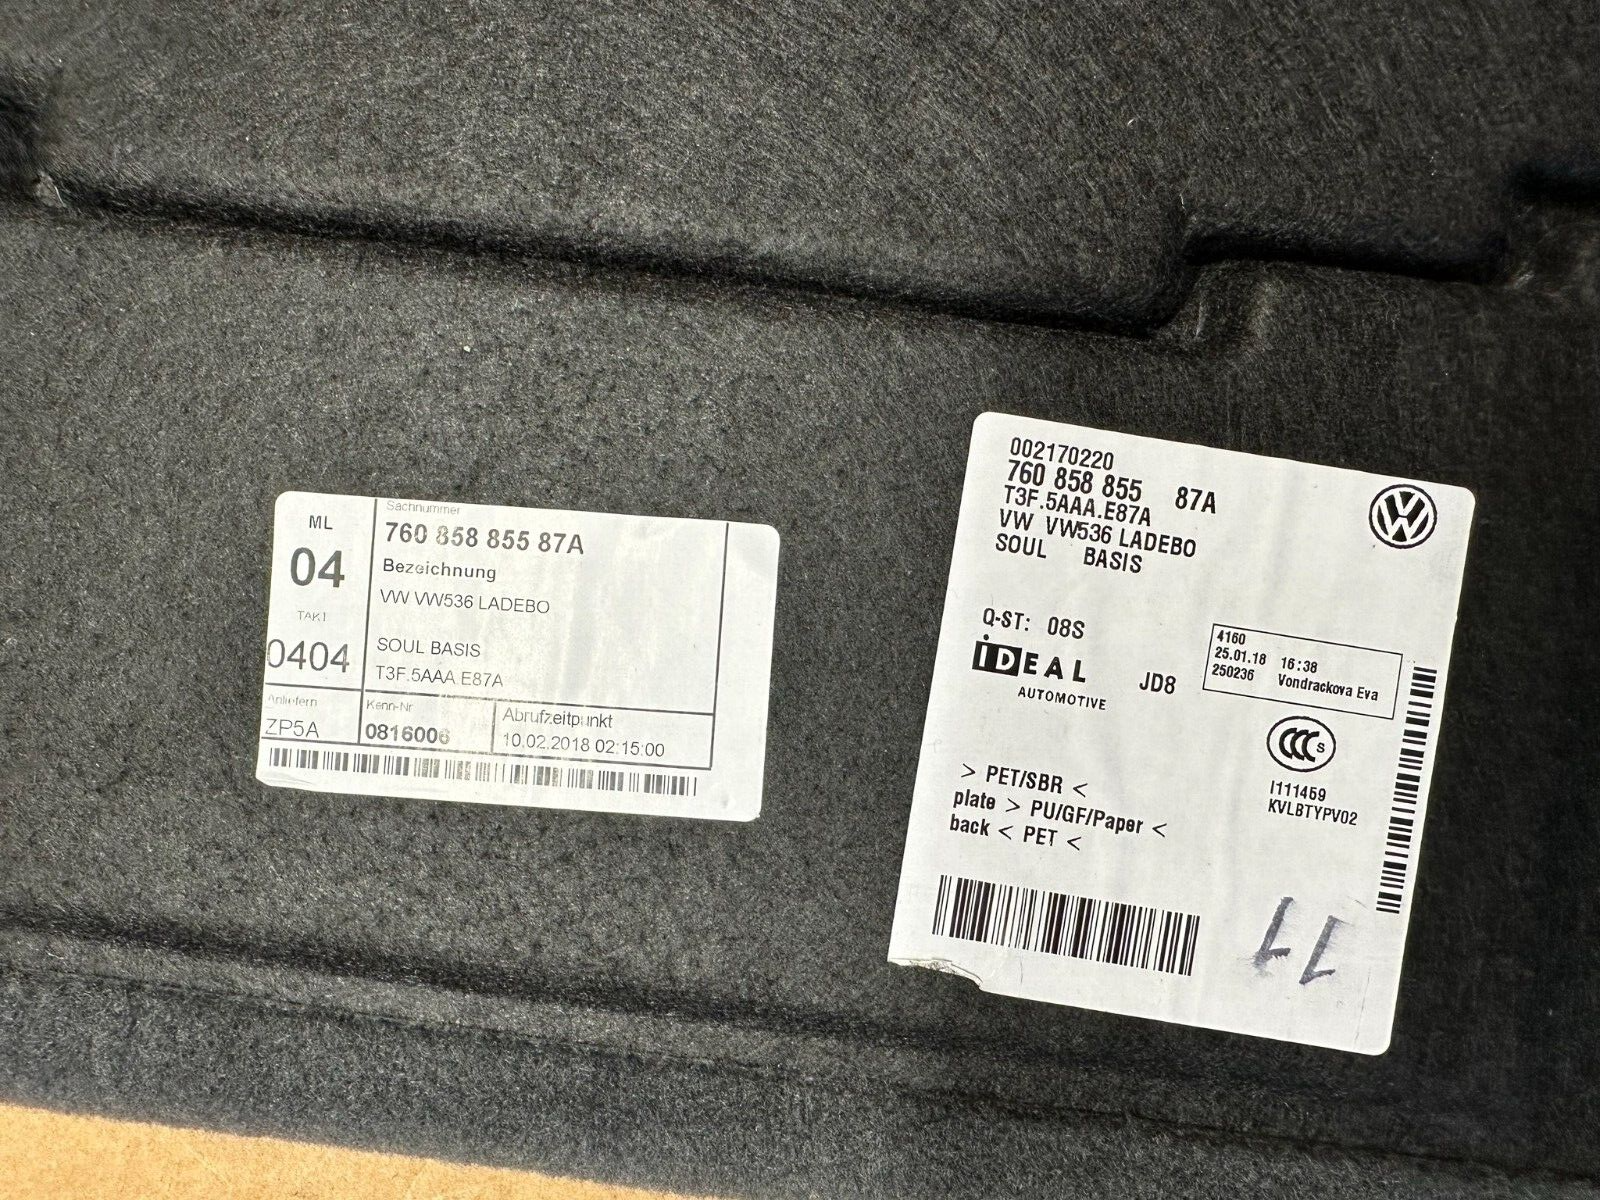 ML
04
TAKT
0404
Anliefern
ZP5A
Sachnummer
760 858 855 87A
Bezeichnung
VW VW536 LADEBO
SOUL BASIS
T3F.5AAA.E87A
Kenn-Nr
0816006
Abrufzeitpunkt
10.02.2018 02:15:00
002170220
760 858 855 87A
T3F.5AAA.E87A
VW VW536 LADEBO
SOUL BASIS
Q-ST: 08S
iDEAL
AUTOMOTIVE
JD8
4160
25.01.18 16:38
250236 Vondrackova Eva
CCC S
I111459
KVLBTYPV02
> PET/SBR <
plate > PU/GF/Paper <
back < PET <
11